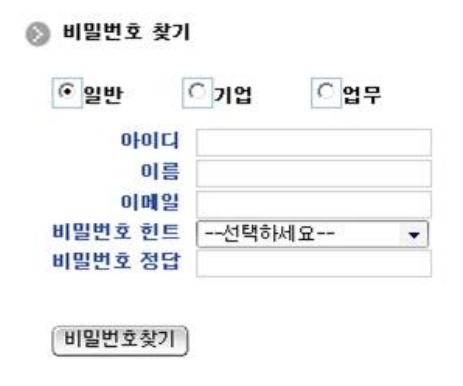 비밀번호 찾기
일반 기업 업무
아이디
이름
이메일
비밀번호 힌트 --선택하세요--
비밀번호 정답
비밀번호찾기